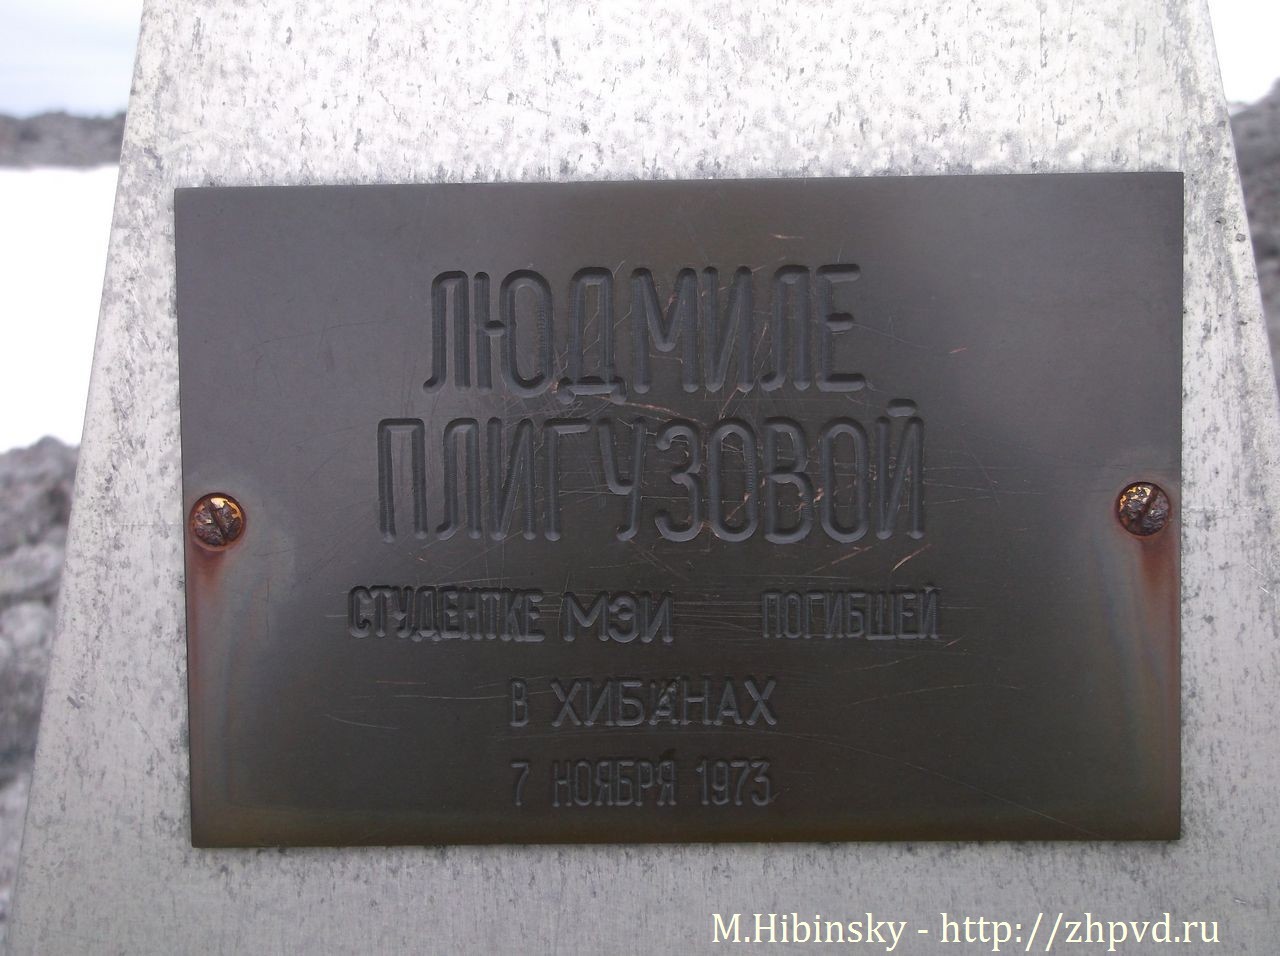 ЛЮДМИЛЕ
ПЛИГУЗОВОЙ
СТУДЕНТКЕ МЭИ ПОГИБШЕЙ
В ХИБИНАХ
7 НОЯБРЯ 1973
M.Hibinsky - http://zhpvd.ru